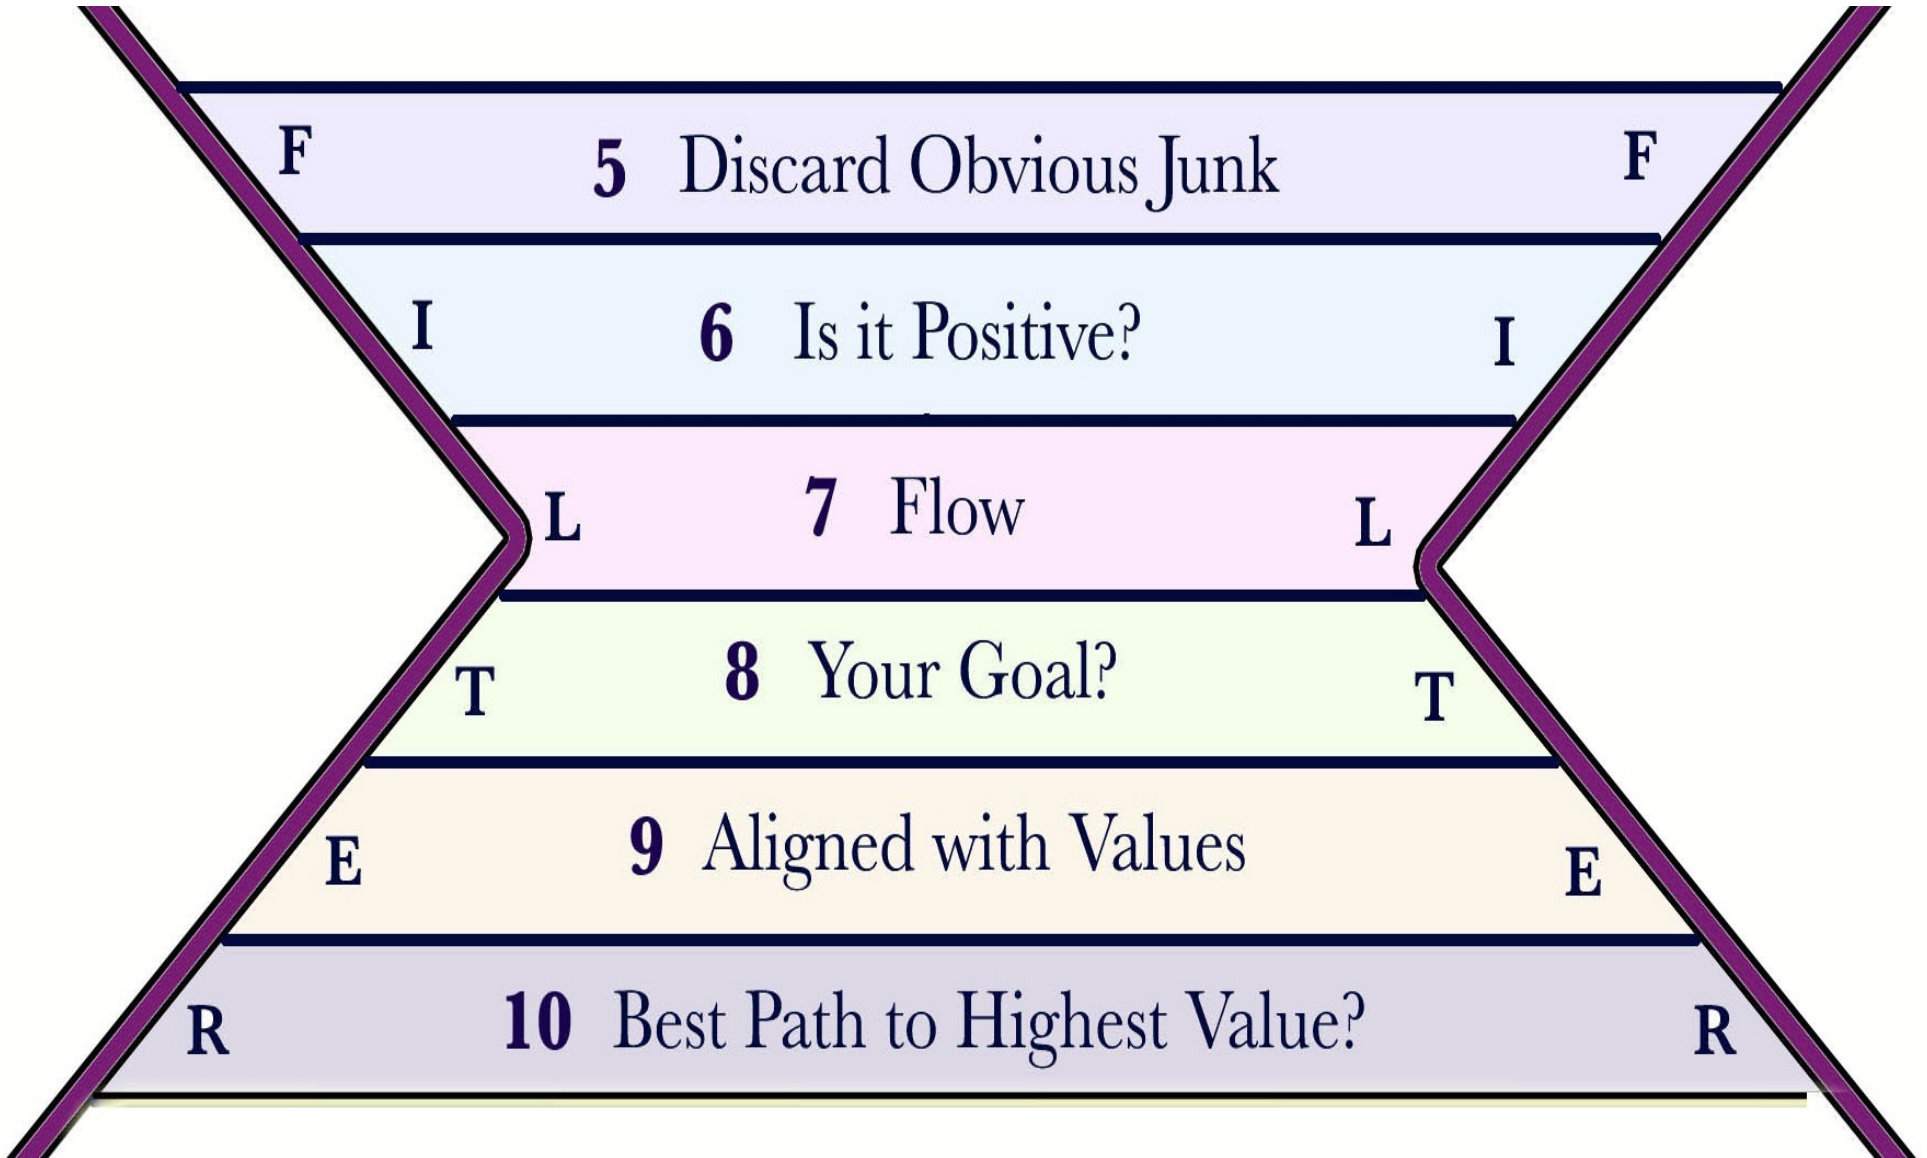 F 5 Discard Obvious Junk F
I 6 Is it Positive? I
L 7 Flow L
T 8 Your Goal? T
E 9 Aligned with Values E
R 10 Best Path to Highest Value? R